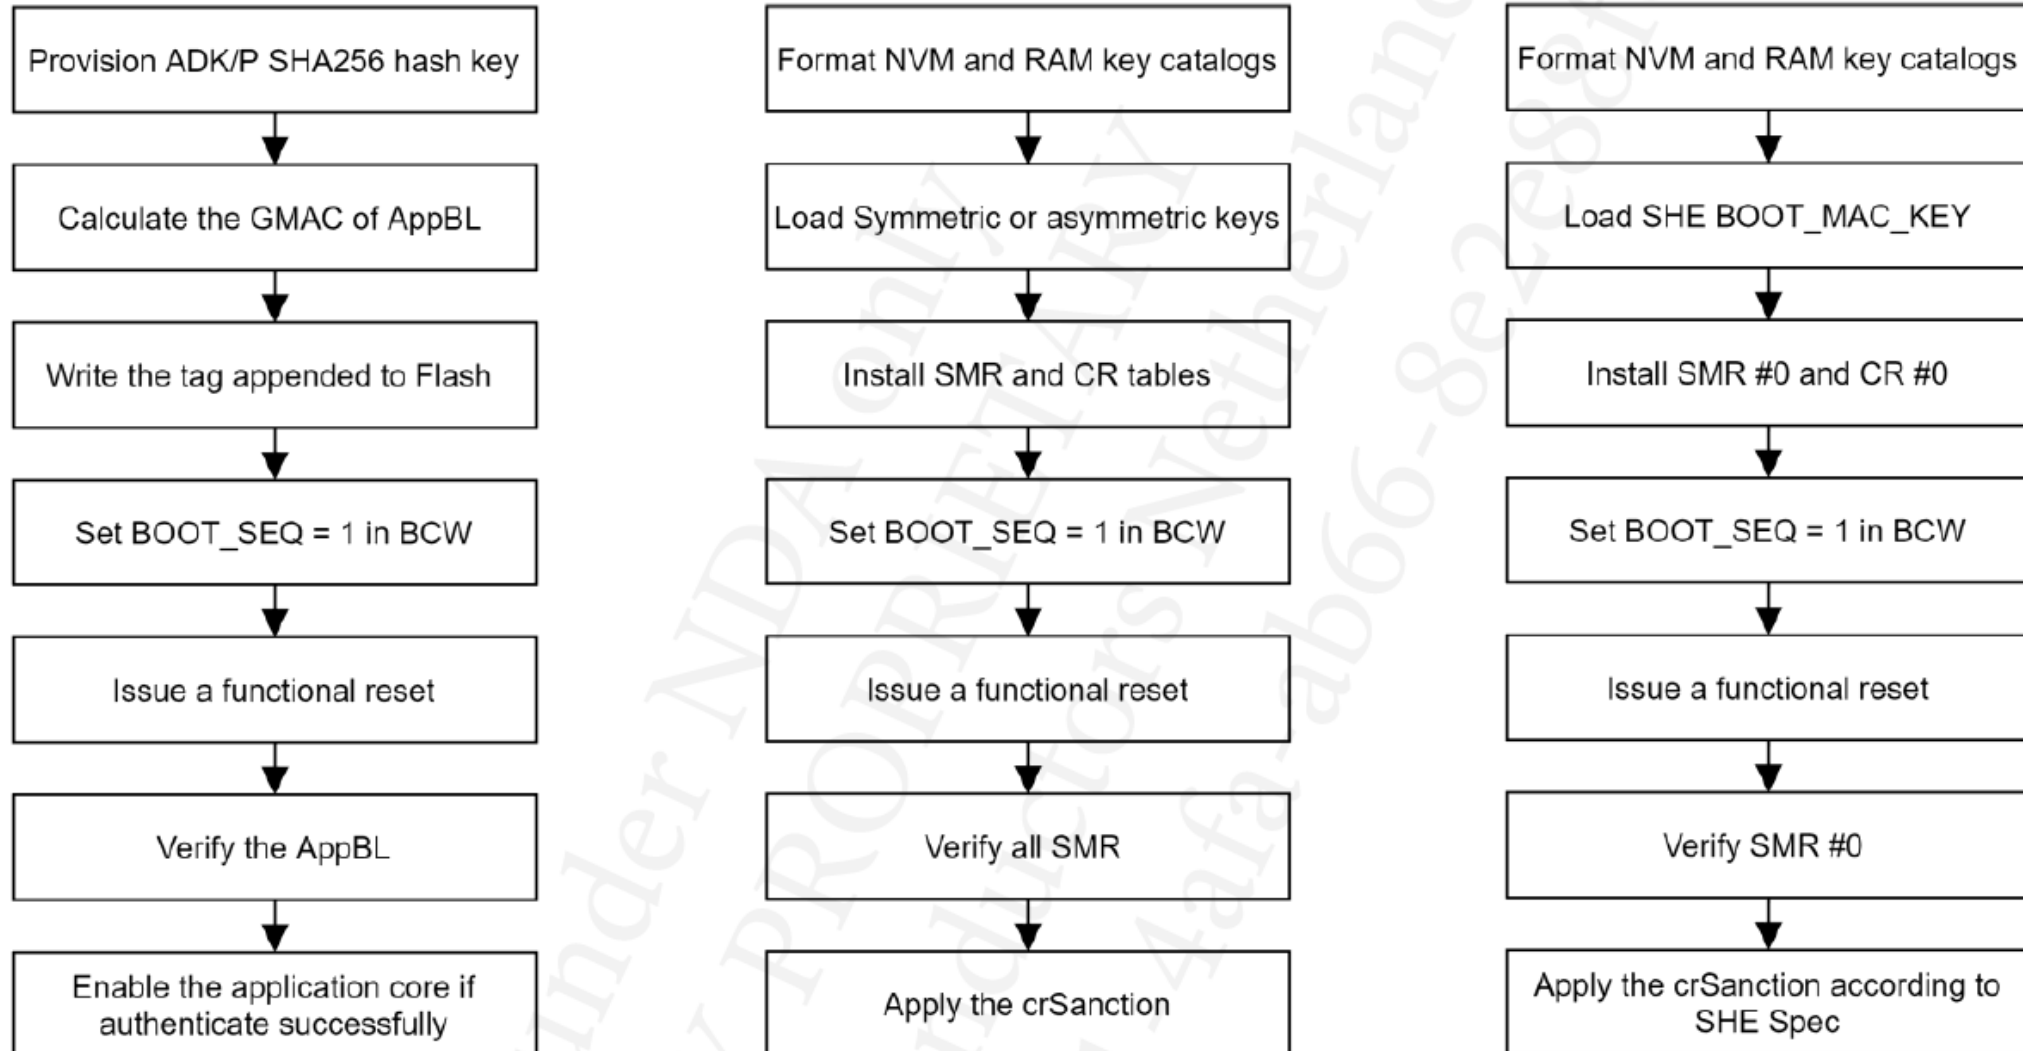 Provision ADK/P SHA256 hash key
Calculate the GMAC of AppBL
Write the tag appended to Flash
Set BOOT_SEQ = 1 in BCW
Issue a functional reset
Verify the AppBL
Enable the application core if
authenticate successfully
Format NVM and RAM key catalogs
Load Symmetric or asymmetric keys
Install SMR and CR tables
Set BOOT_SEQ = 1 in BCW
Issue a functional reset
Verify all SMR
Apply the crSanction
Format NVM and RAM key catalogs
Load SHE BOOT_MAC_KEY
Install SMR #0 and CR #0
Set BOOT_SEQ = 1 in BCW
Issue a functional reset
Verify SMR #0
Apply the crSanction according to
SHE Spec
under NDA only
PROPRIETARY